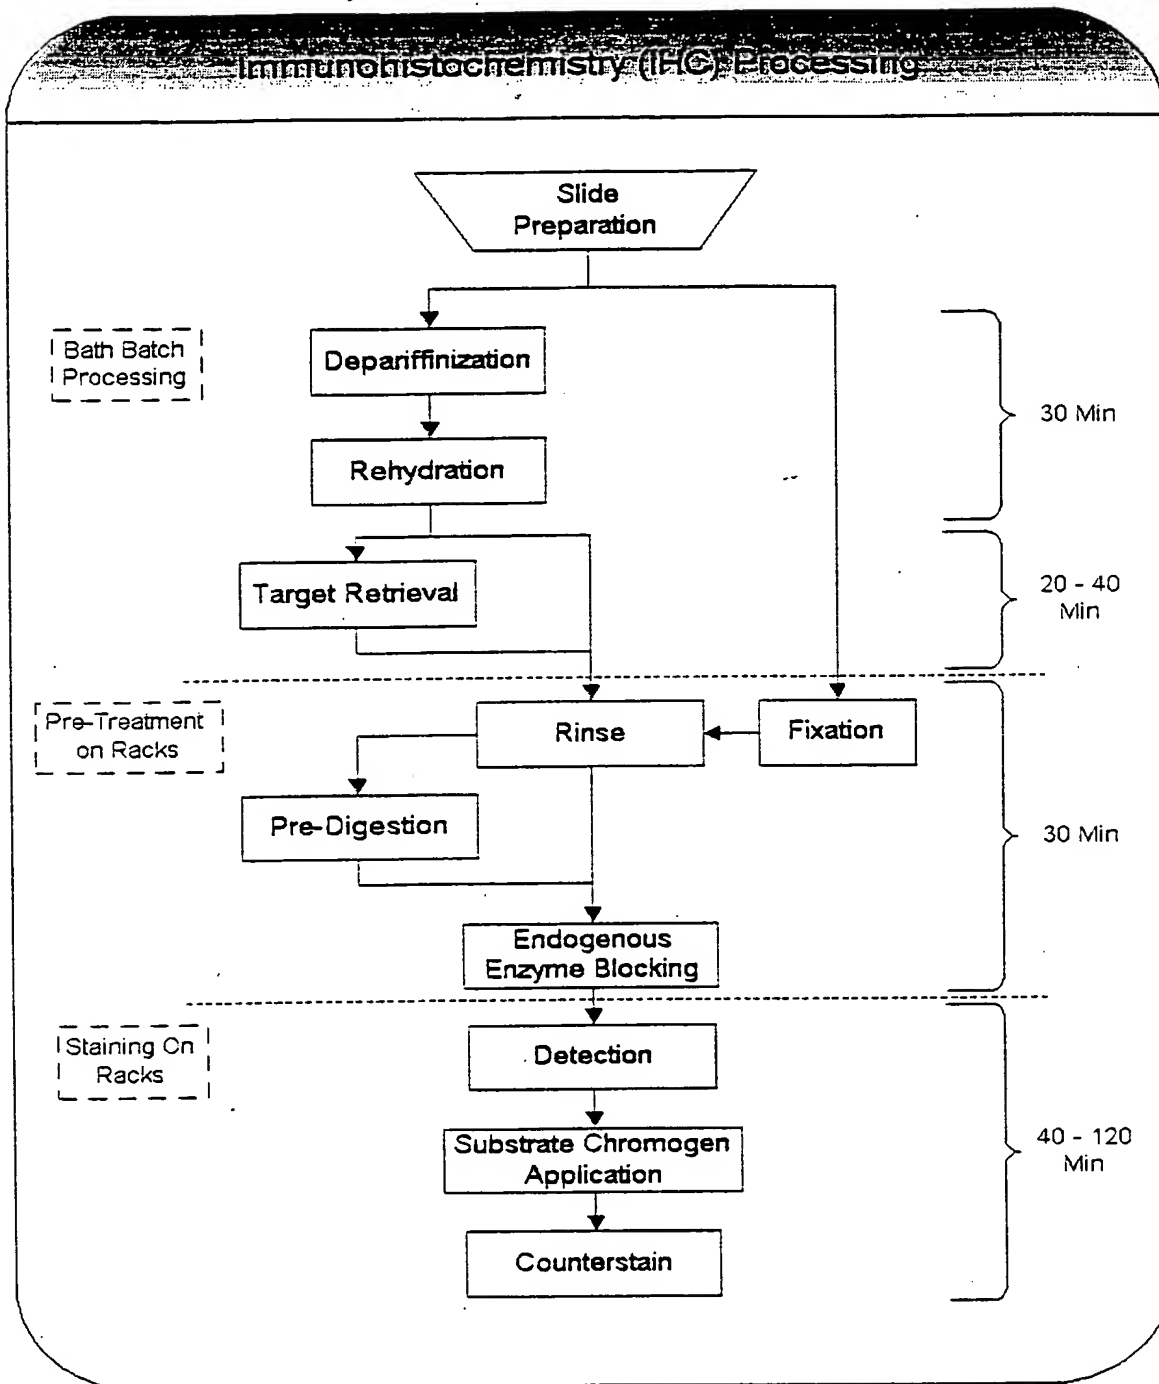 Immunohistochemistry (IHC) Processing
Slide
Preparation
Bath Batch
Processing
Depariffinization
30 Min
Rehydration
Target Retrieval
20 - 40
Min
Pre-Treatment
on Racks
Rinse
Fixation
Pre-Digestion
30 Min
Endogenous
Enzyme Blocking
Staining On
Racks
Detection
Substrate Chromogen
Application
40 - 120
Min
Counterstain